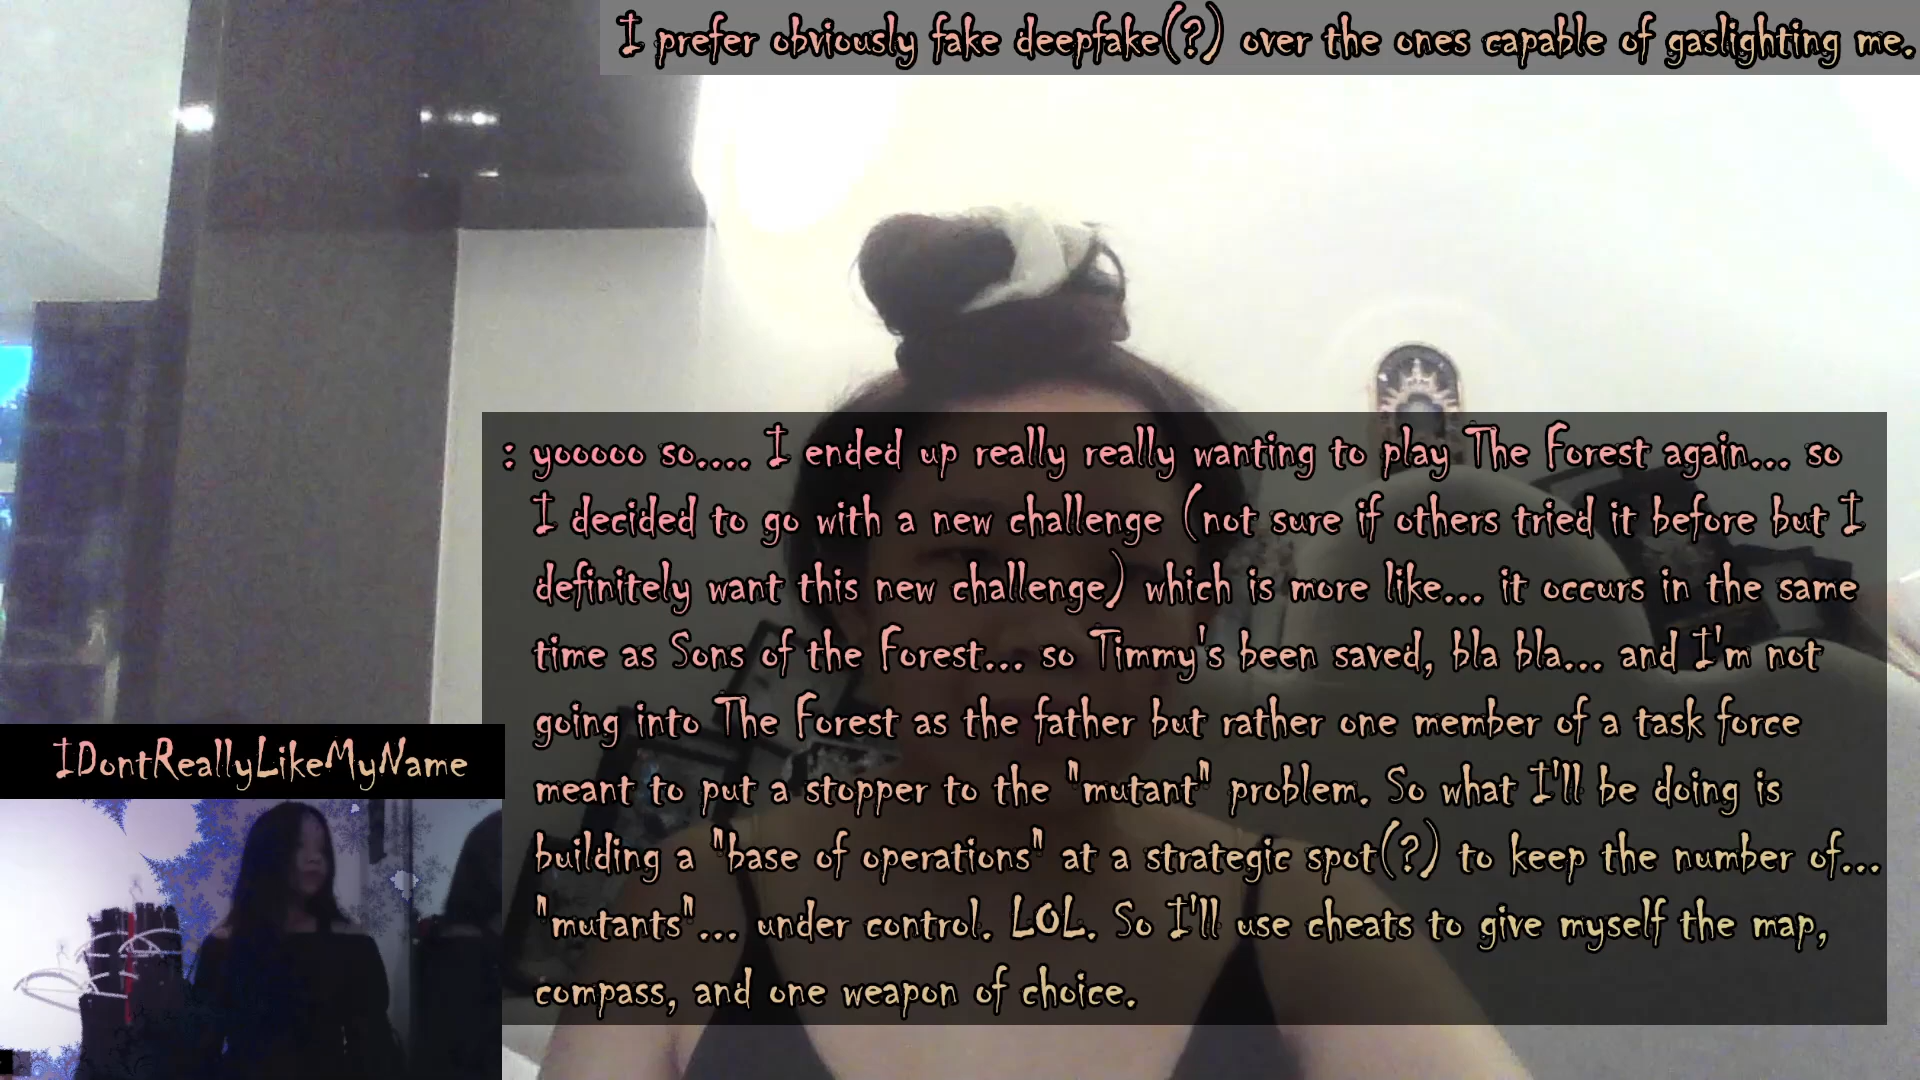 I prefer obviously fake deepfake(?) over the ones capable of gaslighting me.
: yooooo so.... I ended up really really wanting to play The Forest again... so
I decided to go with a new challenge (not sure if others tried it before but I
definitely want this new challenge) which is more like... it occurs in the same
time as Sons of the Forest... so Timmy's been saved, bla bla... and I'm not
going into The Forest as the father but rather one member of a task force
meant to put a stopper to the "mutant" problem. So what I'll be doing is
building a "base of operations" at a strategic spot(?) to keep the number of...
"mutants"... under control. LOL. So I'll use cheats to give myself the map,
compass, and one weapon of choice.
IDontReallyLikeMyName